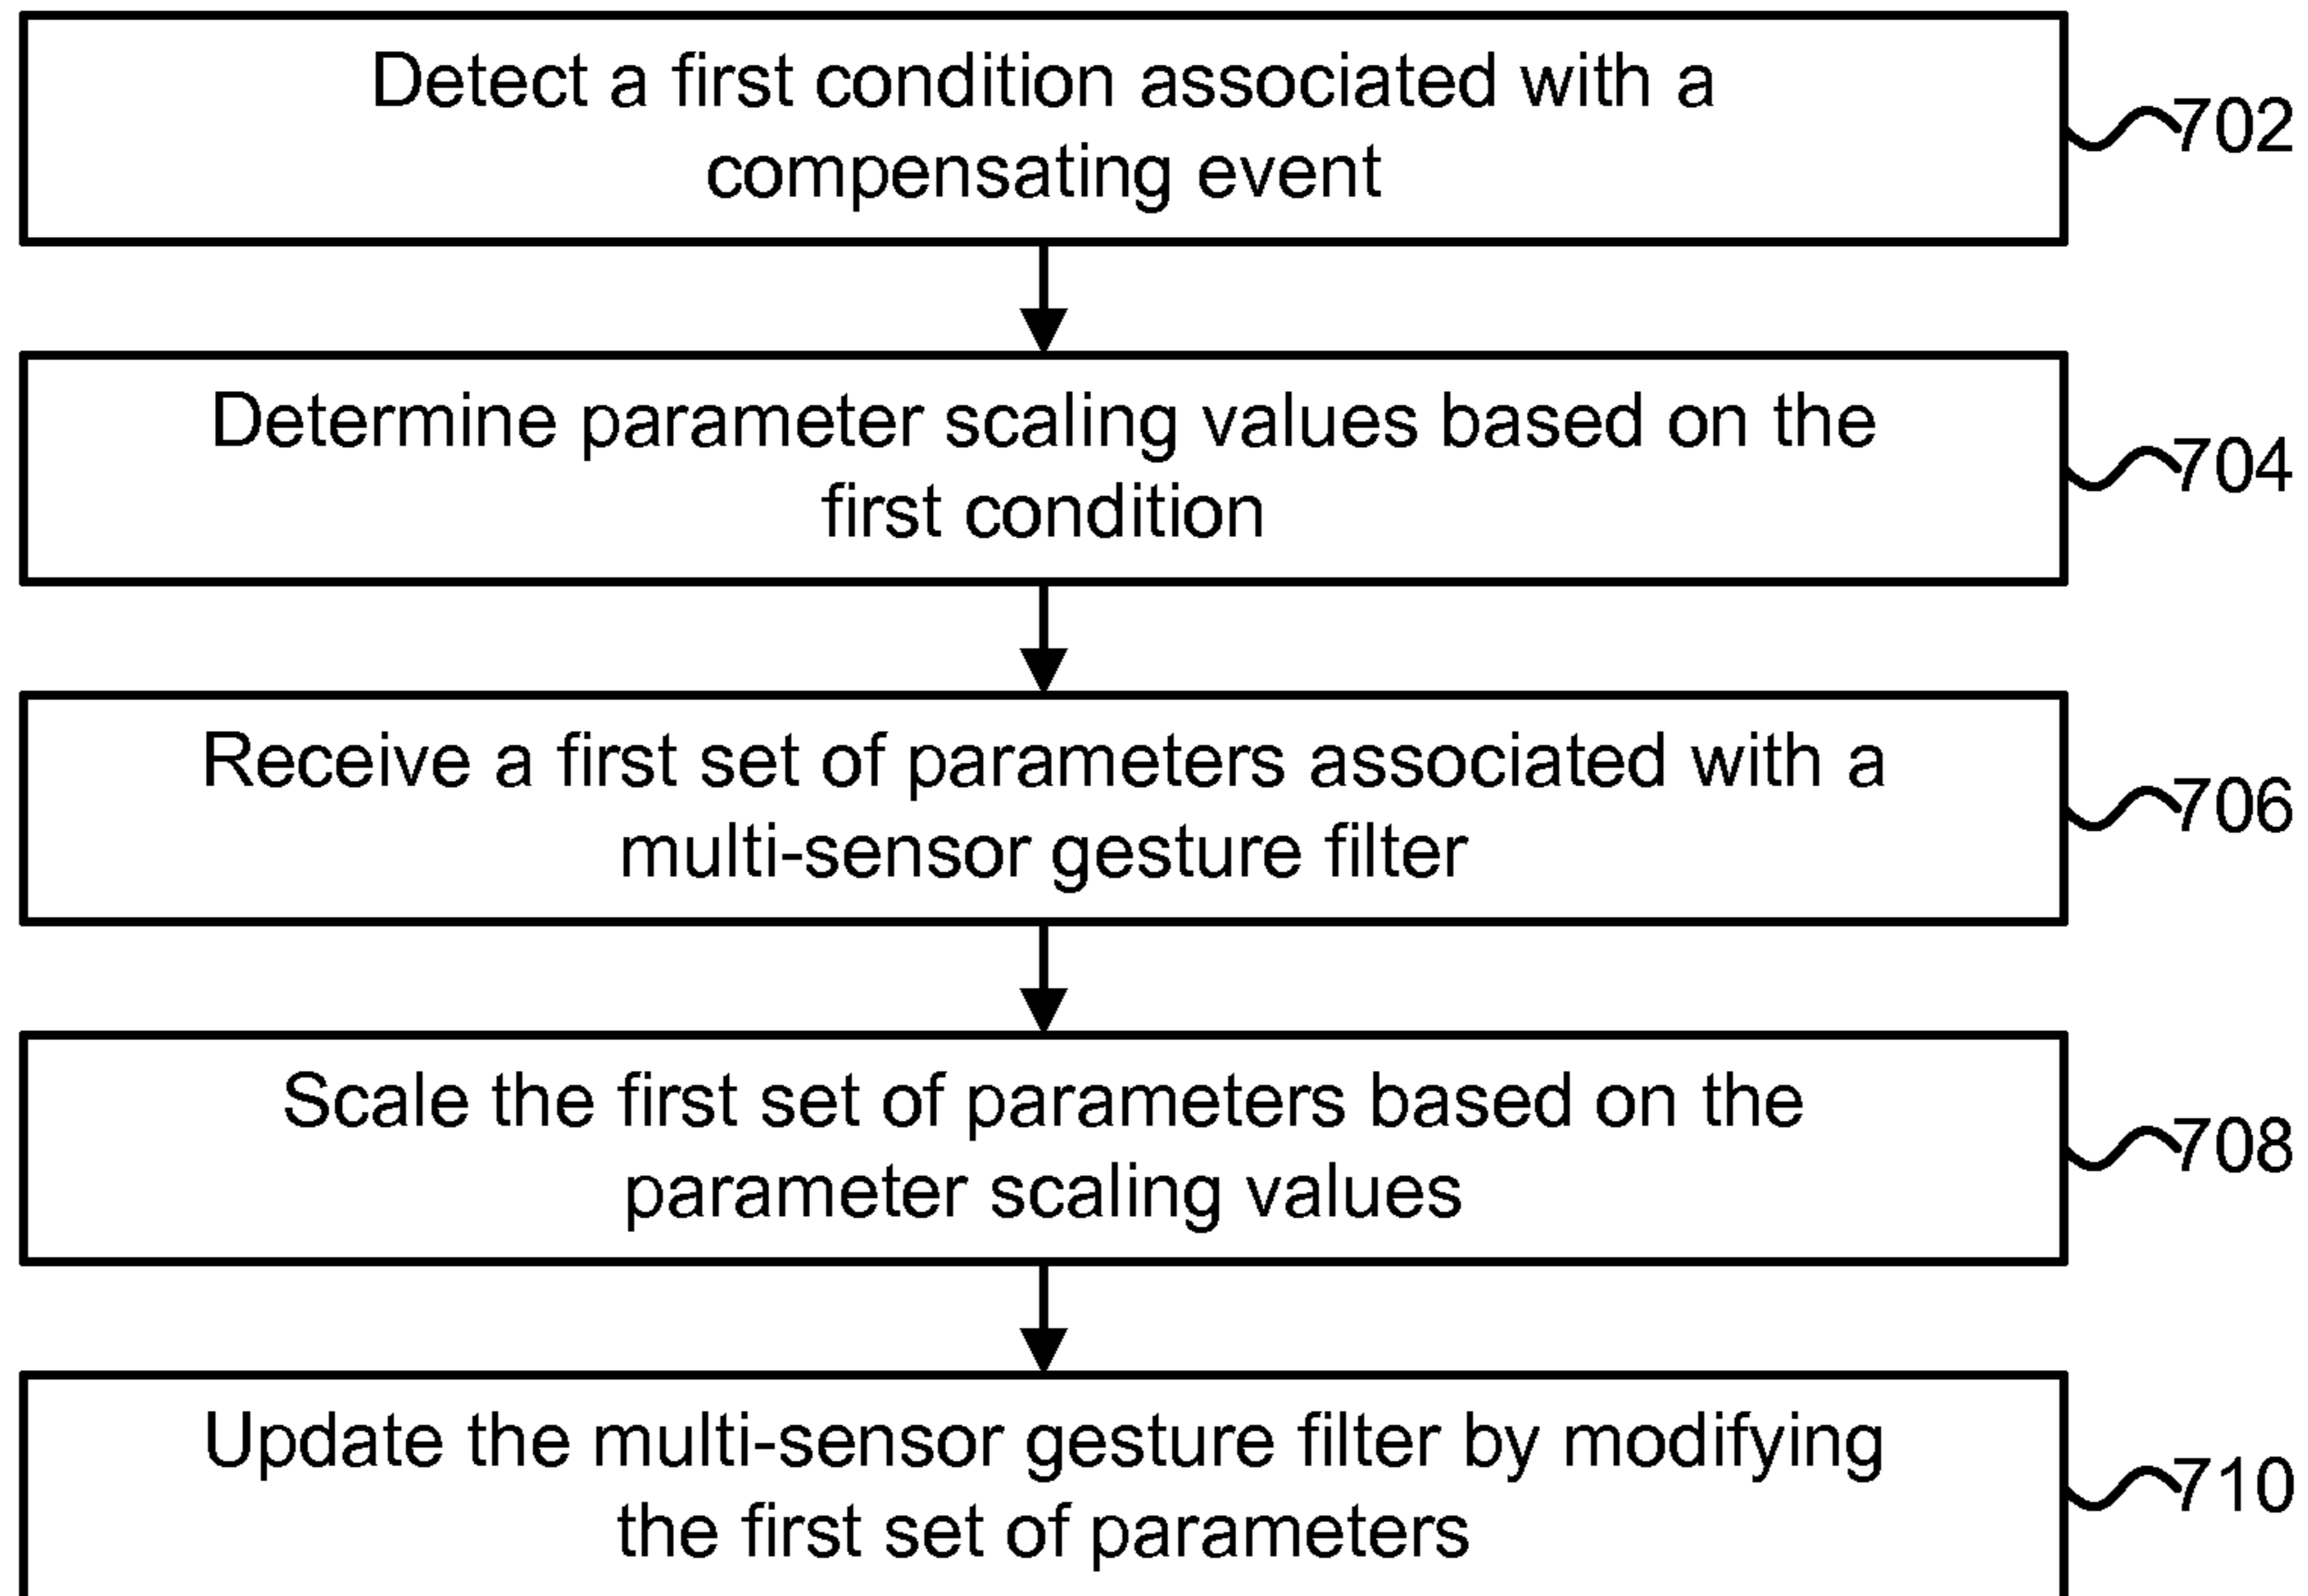 Detect a first condition associated with a
compensating event
702
Determine parameter scaling values based on the
first condition
704
Receive a first set of parameters associated with a
multi-sensor gesture filter
706
Scale the first set of parameters based on the
parameter scaling values
708
Update the multi-sensor gesture filter by modifying
the first set of parameters
710